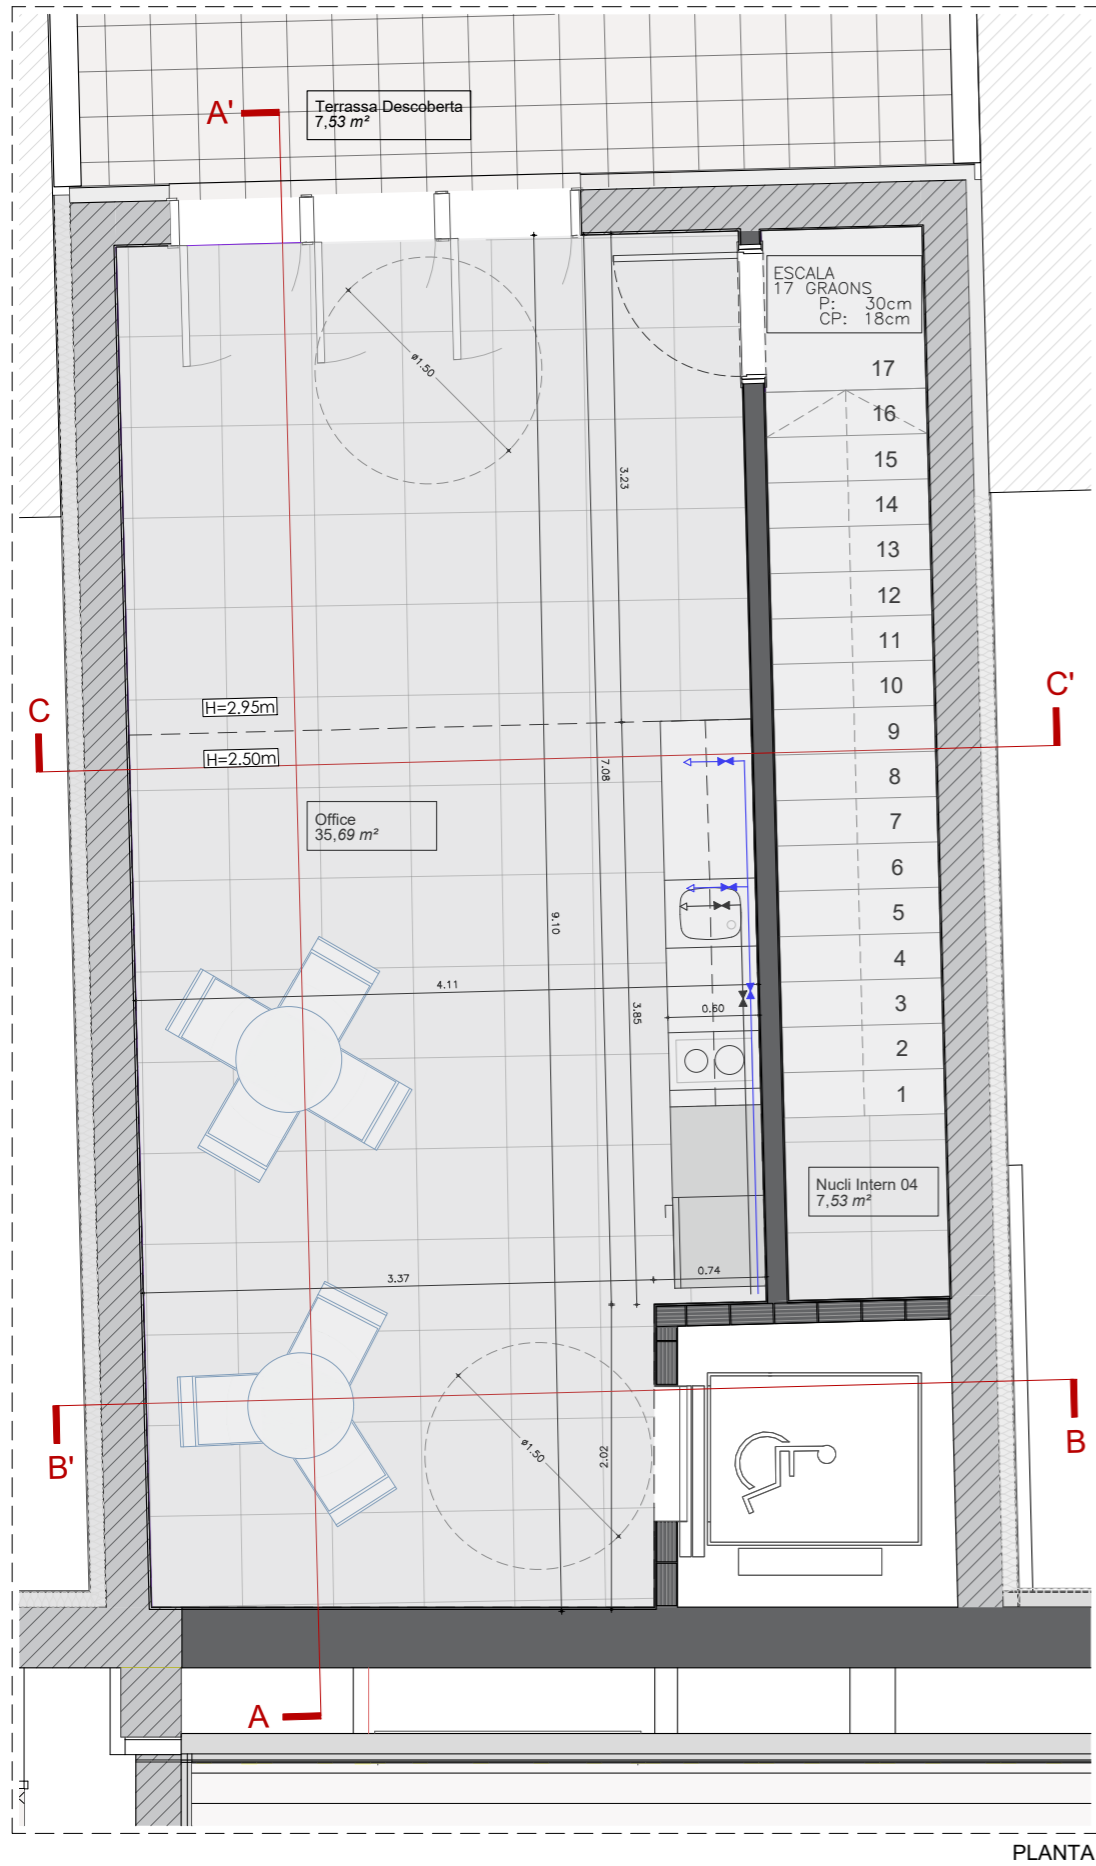 A'
Terrassa Descoberta
7,53 m²
ESCALA
17 GRAONS
P: 30cm
CP: 18cm
17
ø1.50
16
15
3.23
14
13
12
11
10
C'
C
H=2.95m
9
H=2.50m
7.08
8
Office
35,69 m²
7
6
5
9.10
4
4.11
3
3.85
0.60
2
1
Nucli Intern 04
7,53 m²
3.37
0.74
B
B'
ø1.50
2.02
A
PLANTA